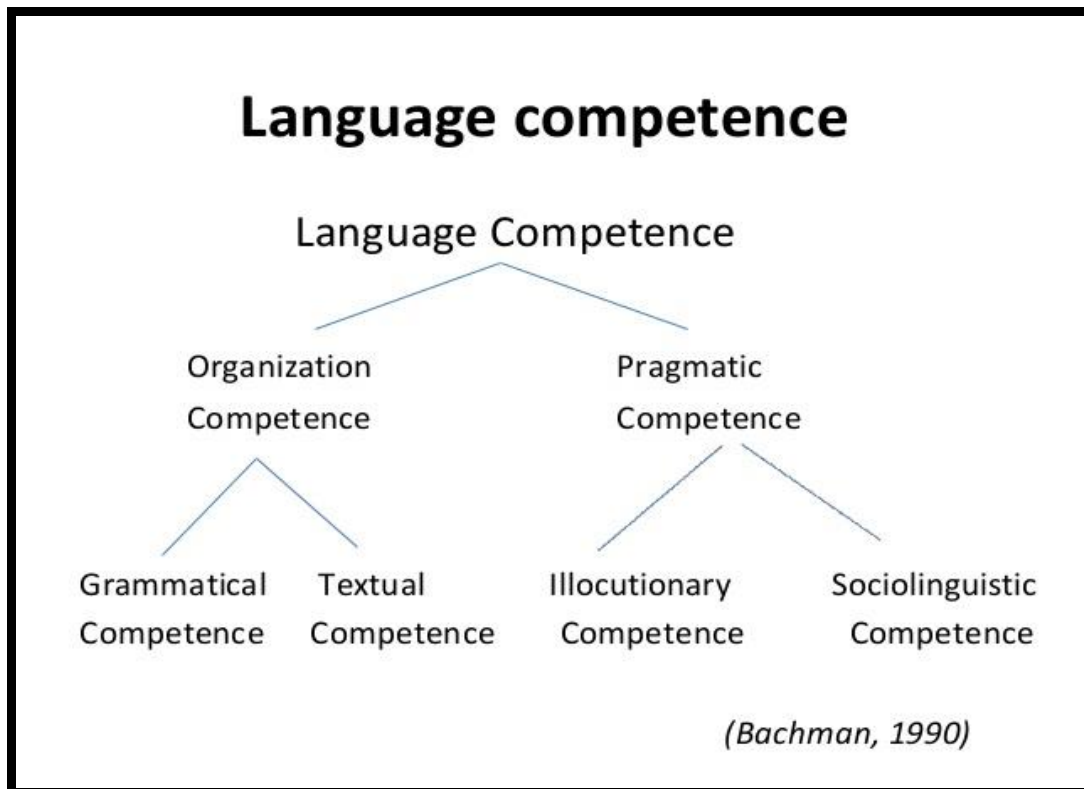 Language competence
Language Competence
Organization
Competence
Pragmatic
Competence
Grammatical
Competence
Textual
Competence
Illocutionary
Competence
Sociolinguistic
Competence
(Bachman, 1990)